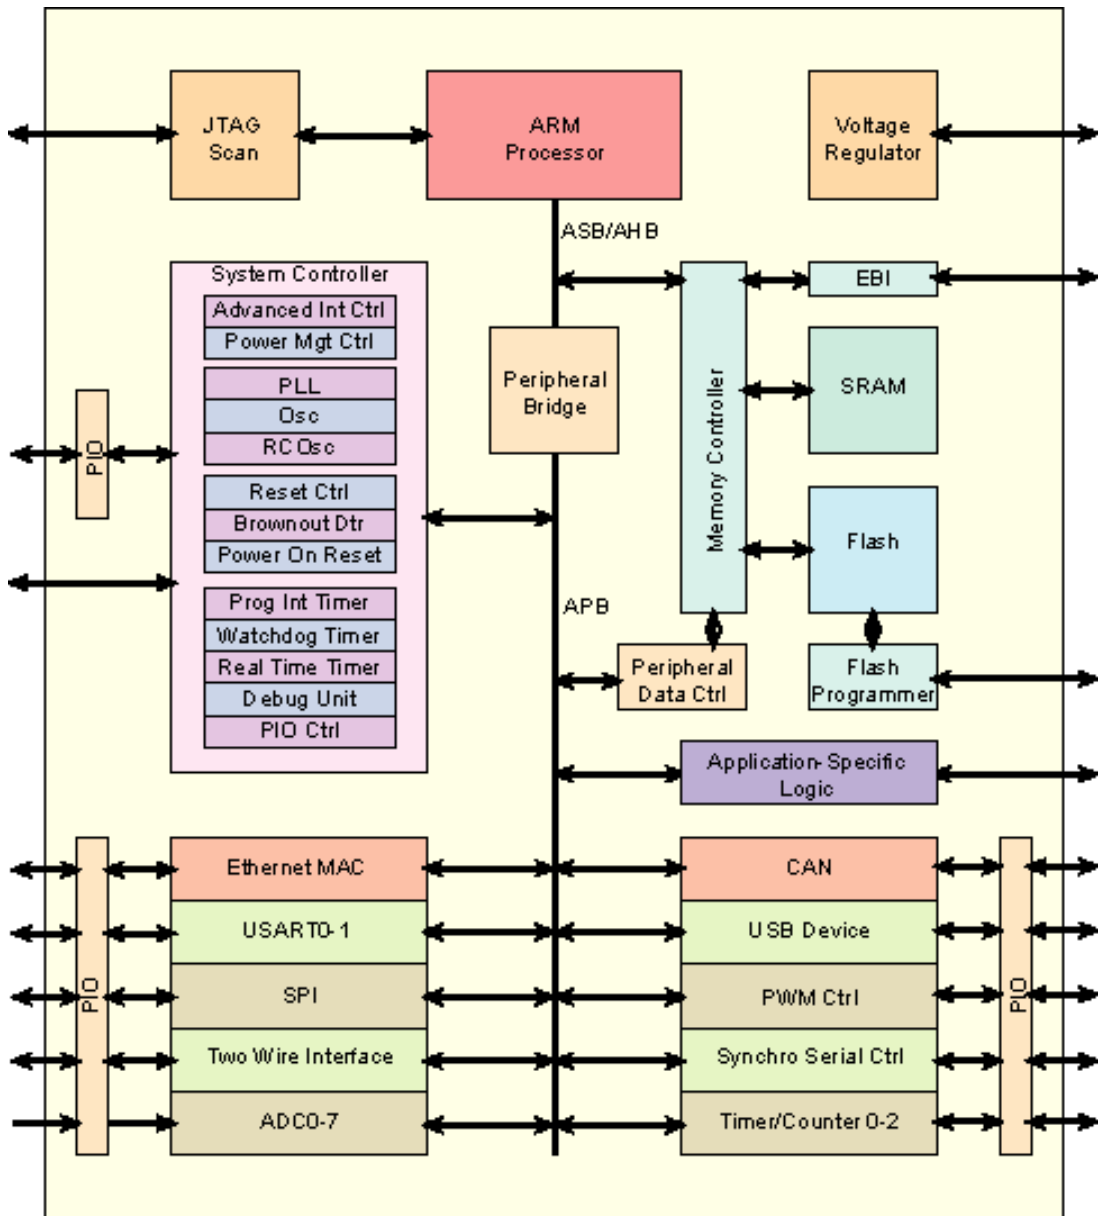 JTAG
Scan
ARM
Processor
Voltage
Regulator
ASB/AHB
System Controller
Advanced Int Ctrl
Power Mgt Ctrl
PLL
Osc
RC Osc
Reset Ctrl
Brownout Dtr
Power On Reset
Prog Int Timer
Watchdog Timer
Real Time Timer
Debug Unit
PIO Ctrl
PIO
Peripheral
Bridge
Memory Controller
EBI
SRAM
Flash
APB
Peripheral
Data Ctrl
Flash
Programmer
Application-Specific
Logic
PIO
Ethernet MAC
USART0-1
SPI
Two Wire Interface
ADC0-7
CAN
USB Device
PWM Ctrl
Synchro Serial Ctrl
Timer/Counter 0-2
PIO